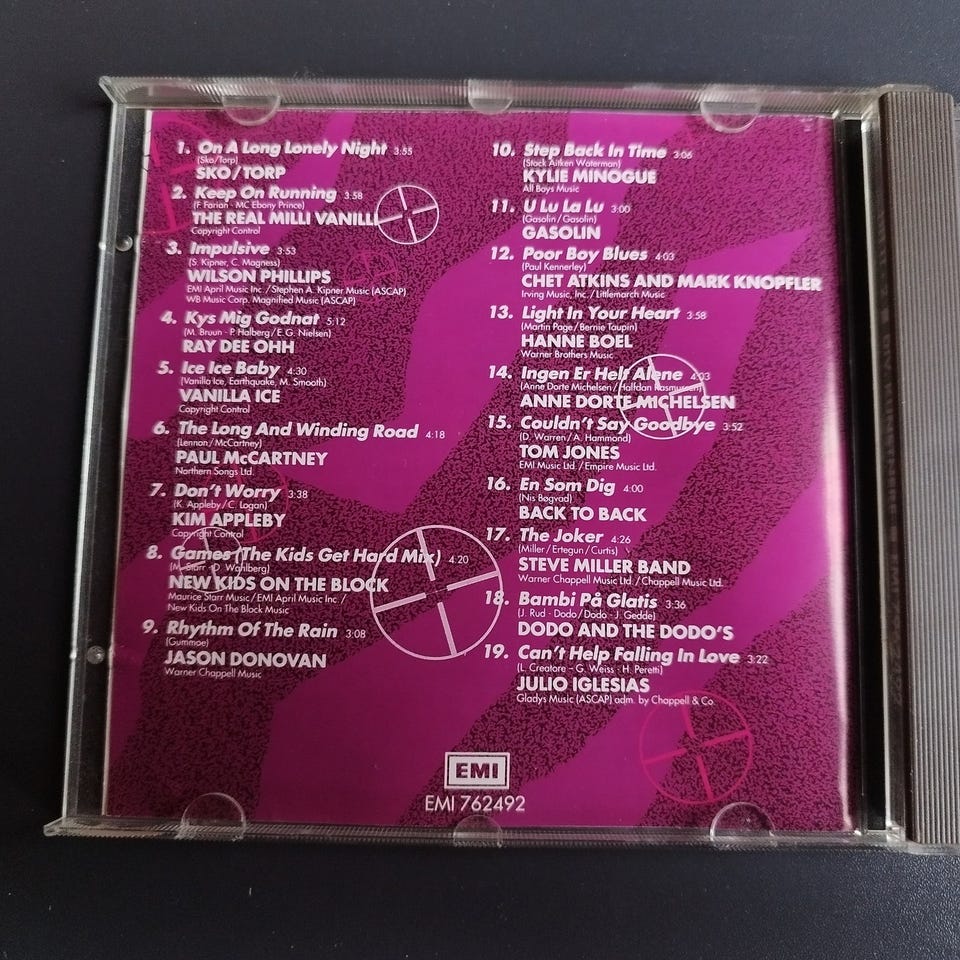 1. On A Long Lonely Night 3:55
(Sko/Torp)
SKO/TORP
2. Keep On Running 3:58
(F Farian - MC Ebony Prince)
THE REAL MILLI VANILLI
Copyright Control
3. Impulsive 3:53
(S. Kipner, C. Magness)
WILSON PHILLIPS
EMI April Music Inc./Stephen A. Kipner Music (ASCAP)
WB Music Corp. Magnified Music (ASCAP)
4. Kys Mig Godnat 5:12
(M. Bruun - P. Halberg/E.G. Nielsen)
RAY DEE OHH
5. Ice Ice Baby 4:30
(Vanilla Ice, Earthquake, M. Smooth)
VANILLA ICE
Copyright Control
6. The Long And Winding Road 4:18
(Lennon/McCartney)
PAUL McCARTNEY
Northern Songs Ltd.
7. Don't Worry 3:38
(K. Appleby/C. Logan)
KIM APPLEBY
Copyright Control
8. Games (The Kids Get Hard Mix) 4:20
(M. Starr - D. Wahlberg)
NEW KIDS ON THE BLOCK
Maurice Starr Music/EMI April Music Inc./
New Kids On The Block Music
9. Rhythm Of The Rain 3:08
(Gummoe)
JASON DONOVAN
Warner Chappell Music
10. Step Back In Time 3:06
(Stock Aitken Waterman)
KYLIE MINOGUE
All Boys Music
11. U Lu La Lu 3:00
(Gasolin/Gasolin)
GASOLIN
12. Poor Boy Blues 4:03
(Paul Kennerley)
CHET ATKINS AND MARK KNOPFLER
Irving Music, Inc./Littlemarch Music
13. Light In Your Heart 3:58
(Martin Page/Bernie Taupin)
HANNE BOEL
Warner Brothers Music
14. Ingen Er Helt Alene 4:03
(Anne Dorte Michelsen/Halfdan Rasmussen)
ANNE DORTE MICHELSEN
15. Couldn't Say Goodbye 3:52
(D. Warren/A. Hammond)
TOM JONES
EMI Music Ltd./Empire Music Ltd.
16. En Som Dig 4:00
(Nis Bøgvad)
BACK TO BACK
17. The Joker 4:26
(Miller/Ertegun/Curtis)
STEVE MILLER BAND
Warner Chappell Music Ltd./Chappell Music Ltd.
18. Bambi På Glatis 3:36
(J. Rud - Dodo/Dodo - J. Gedde)
DODO AND THE DODO'S
19. Can't Help Falling In Love 3:22
(L. Creatore - G. Weiss - H. Peretti)
JULIO IGLESIAS
Gladys Music (ASCAP) adm. by Chappell & Co
EMI
EMI 762492